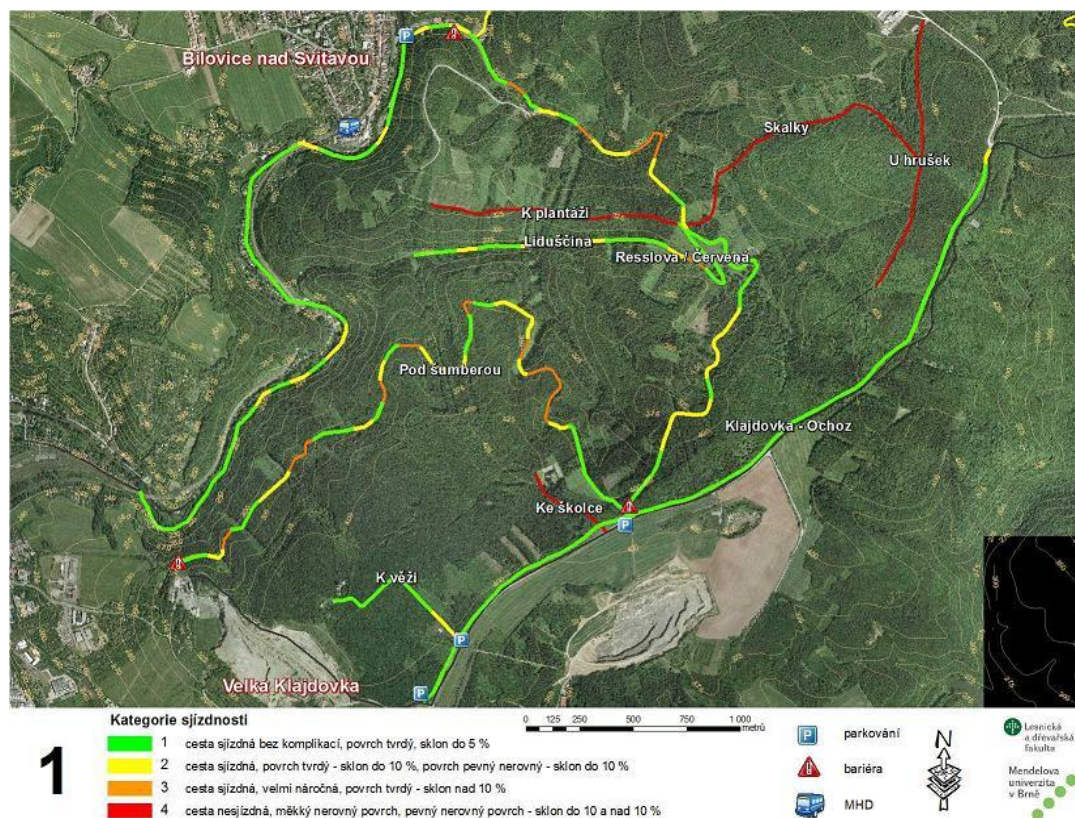 Bílovice nad Svitavou
Skalky
U hrušek
K plantaži
Liduščina
Resslova / Červená
Pod šumberou
Klajdovka - Ochoz
Ke školce
K věži
Velká Klajdovka
1
Kategorie sjízdnosti
1 cesta sjízdná bez komplikací, povrch tvrdý, sklon do 5 %
2 cesta sjízdná, povrch tvrdý - sklon do 10 %, povrch pevný nerovný - sklon do 10 %
3 cesta sjízdná, velmi náročná, povrch tvrdý - sklon nad 10 %
4 cesta nesjízdná, měkký nerovný povrch, pevný nerovný povrch - sklon do 10 a nad 10 %
0 125 250 500 750 1 000
metrů
P parkování
bariéra
MHD
N
Lesnická
a dřevařská
fakulta
Mendelova
univerzita
v Brně